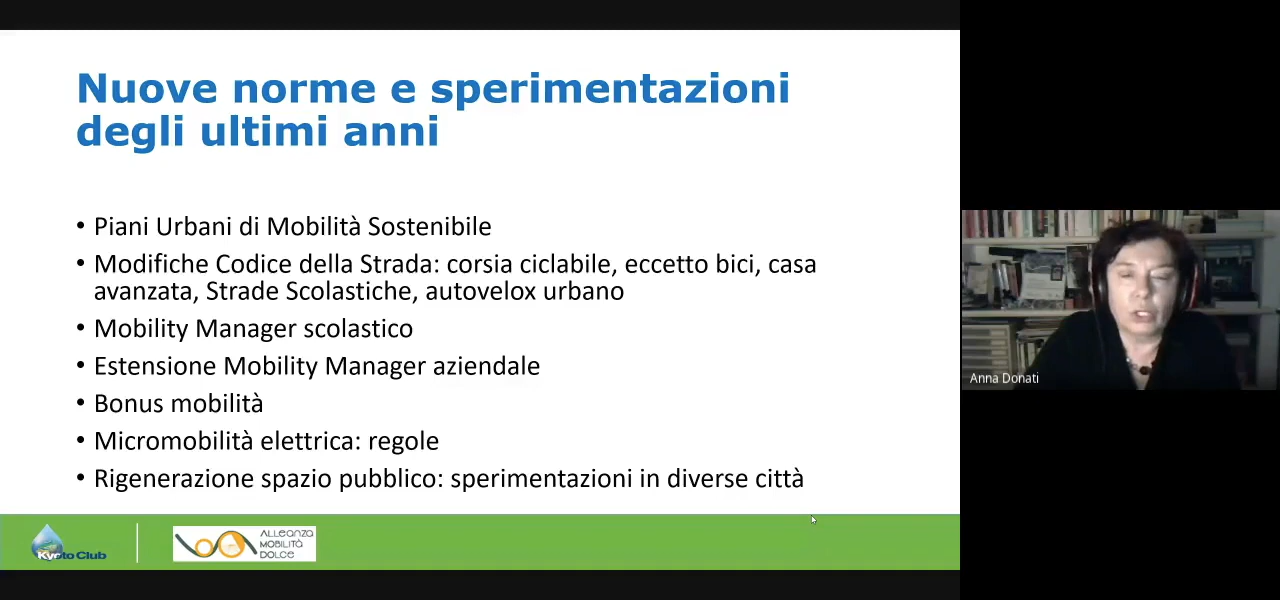 Nuove norme e sperimentazioni
degli ultimi anni
• Piani Urbani di Mobilità Sostenibile
• Modifiche Codice della Strada: corsia ciclabile, eccetto bici, casa
avanzata, Strade Scolastiche, autovelox urbano
• Mobility Manager scolastico
• Estensione Mobility Manager aziendale
• Bonus mobilità
• Micromobilità elettrica: regole
• Rigenerazione spazio pubblico: sperimentazioni in diverse città
Kyoto Club
ALLEANZA
MOBILITÀ
DOLCE
Anna Donati